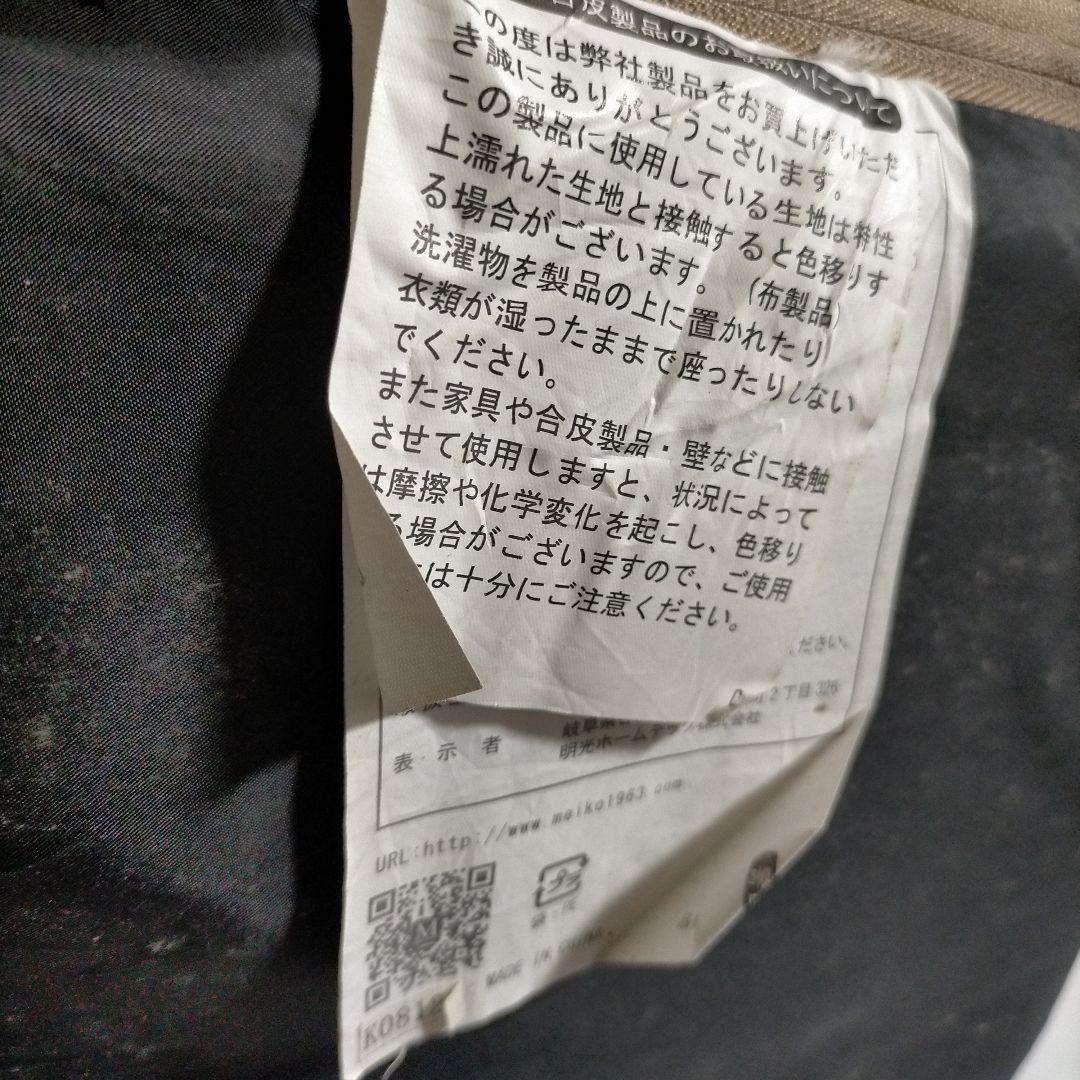 合皮製品のお取扱いについて
の度は弊社製品をお買上げいただ
き誠にありがとうございます。
この製品に使用している生地は特性
上濡れた生地と接触すると色移りす
る場合がございます。(布製品)
洗濯物を製品の上に置かれたり
衣類が湿ったままで座ったりしない
でください。
また家具や合皮製品・壁などに接触
させて使用しますと、状況によって
は摩擦や化学変化を起こし、色移り
る場合がございますので、ご使用
は十分にご注意ください。
ください。
2丁目326
岐阜県
表示者 明光ホームテック株式会社
URL:http://www.meiko1963.com
M
MADE IN CHINA
K081